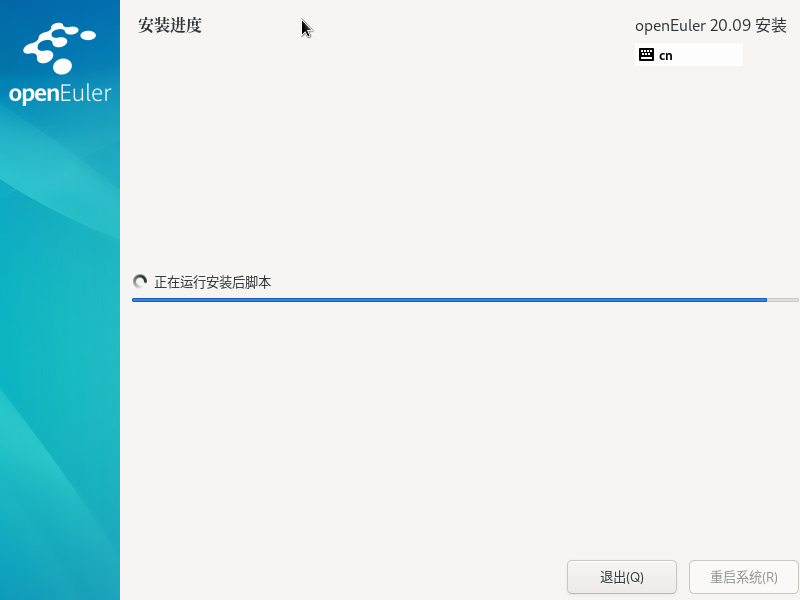 openEuler
安装进度
openEuler 20.09 安装
cn
正在运行安装后脚本
退出(Q)
重启系统(R)